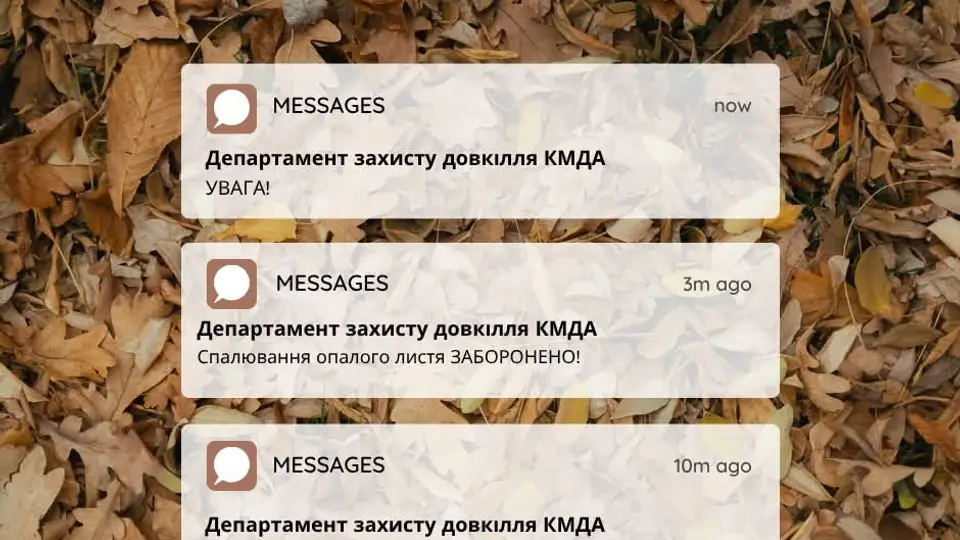 MESSAGES
now
Департамент захисту довкілля КМДА
УВАГА!
MESSAGES
3m ago
Департамент захисту довкілля КМДА
Спалювання опалого листя ЗАБОРОНЕНО!
MESSAGES
10m ago
Департамент захисту довкілля КМДА